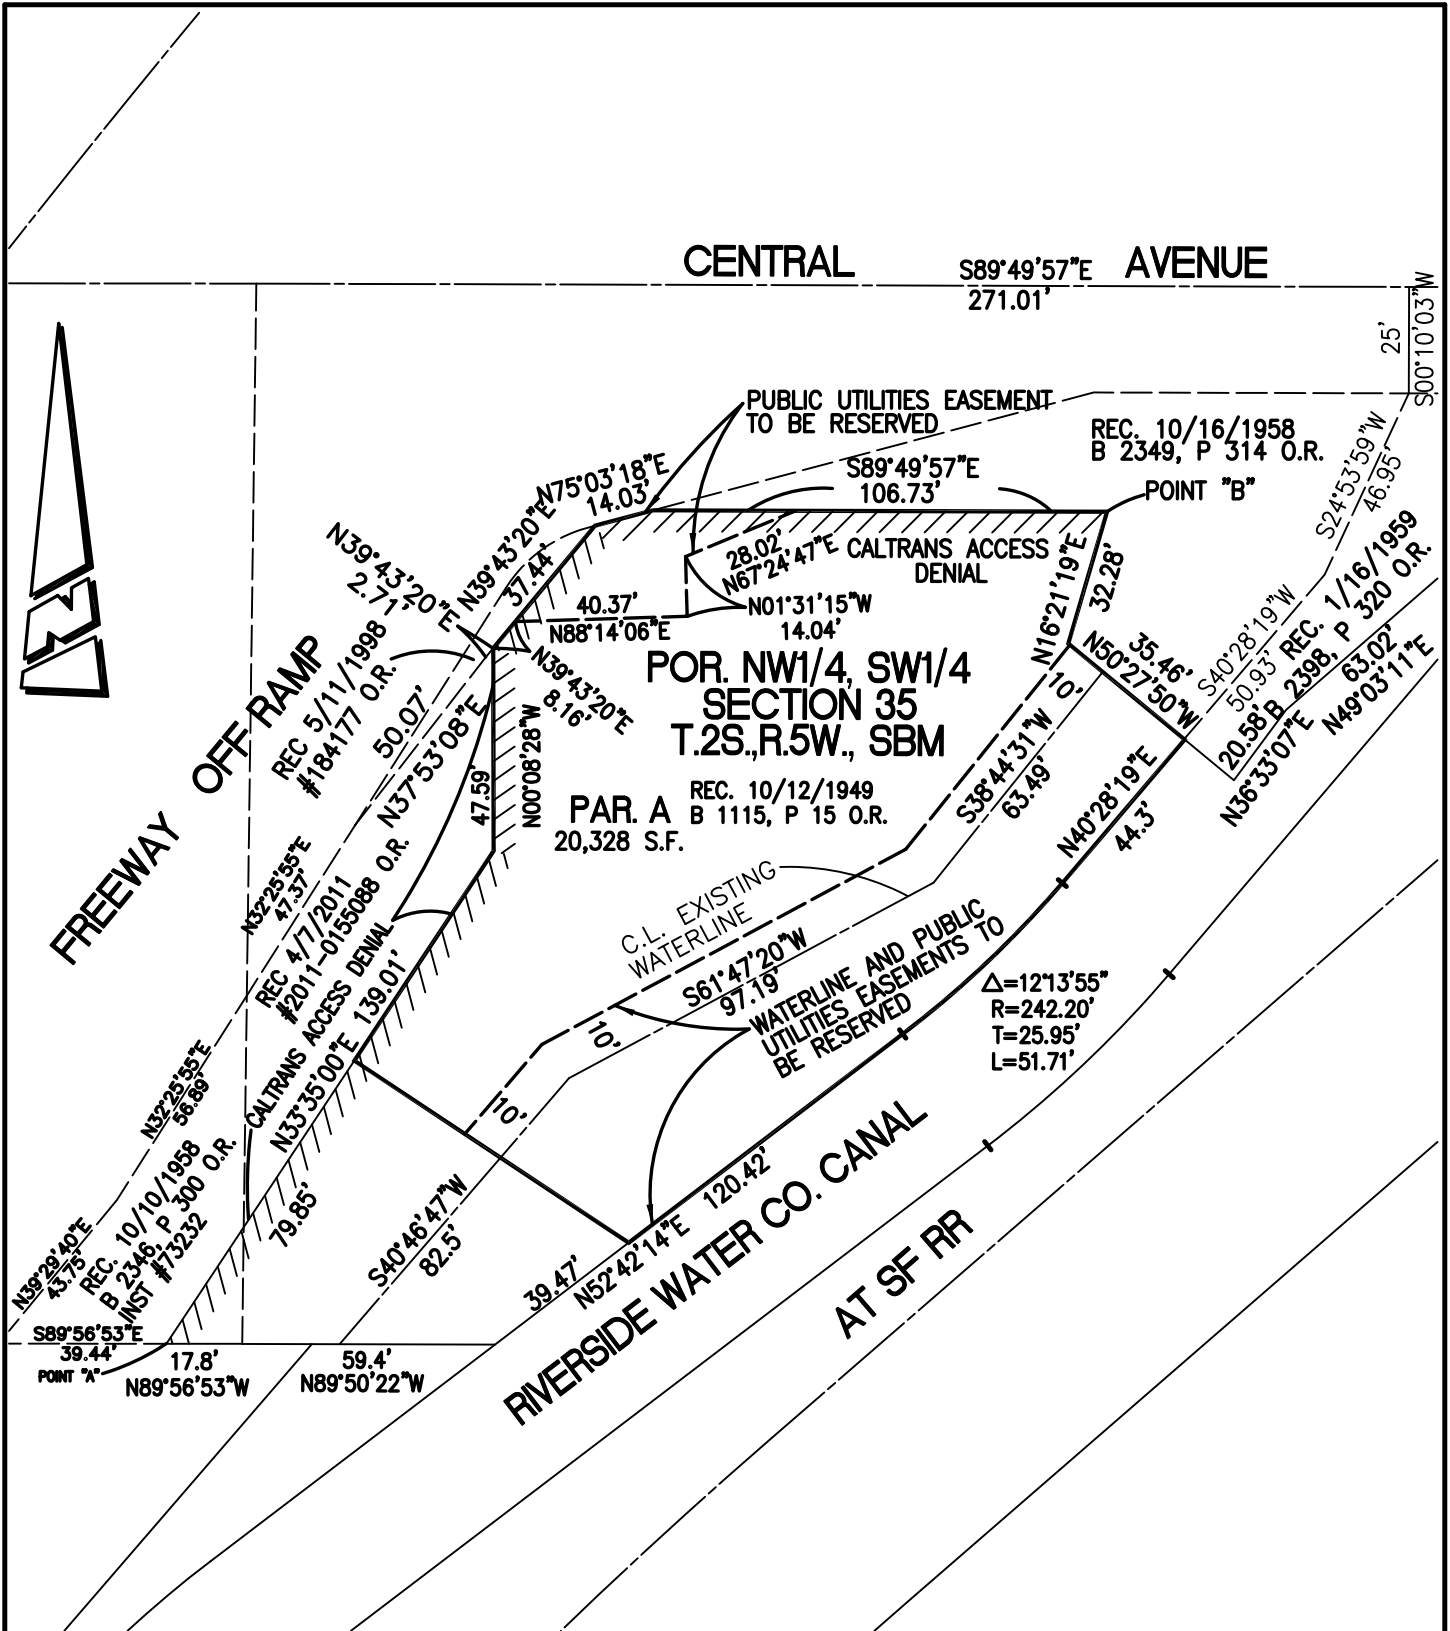 CENTRAL AVENUE
S89°49'57"E
271.01'
25'
S00°10'03"W
PUBLIC UTILITIES EASEMENT
TO BE RESERVED
REC. 10/16/1958
B 2349, P 314 O.R.
S89°49'57"E
106.73'
POINT "B"
N75°03'18"E
14.03'
N39°43'20"E
37.44'
N39°43'20"E
2.71'
28.02'
N67°24'47"E
CALTRANS ACCESS
DENIAL
40.37'
N88°14'06"E
N01°31'15"W
14.04'
N39°43'20"E
8.16'
N16°21'19"E
32.28'
S24°53'59"W
46.95'
S40°28'19"W
50.93'
REC. 1/16/1959
B 2398, P 320 O.R.
35.46'
N50°27'50"W
20.58'
N36°33'07"E
63.02'
N49°03'11"E
POR. NW1/4, SW1/4
SECTION 35
T.2S.,R.5W., SBM
REC. 10/12/1949
B 1115, P 15 O.R.
PAR. A
20,328 S.F.
FREEWAY OFF RAMP
REC 5/11/1998
#184177 O.R.
50.07'
N37°53'08"E
47.59
N00°08'28"W
10'
S38°44'31"W
63.49'
N40°28'19"E
44.3'
N32°25'55"E
47.37'
REC 4/7/2011
#2011-0155088 O.R.
CALTRANS ACCESS DENIAL
N33°35'00"E 139.01'
C.L. EXISTING
WATERLINE
S61°47'20"W
97.19'
WATERLINE AND PUBLIC
UTILITIES EASEMENTS TO
BE RESERVED
Δ=12°13'55"
R=242.20'
T=25.95'
L=51.71'
10'
10'
N32°25'55"E
56.89'
REC. 10/10/1958
B 2346, P 300 O.R.
INST #73232
79.85'
N39°29'40"E
43.75'
S40°46'47"W
82.5'
39.47'
N52°42'14"E 120.42'
RIVERSIDE WATER CO. CANAL
AT SF RR
S89°56'53"E
39.44'
POINT "A"
17.8'
N89°56'53"W
59.4'
N89°50'22"W